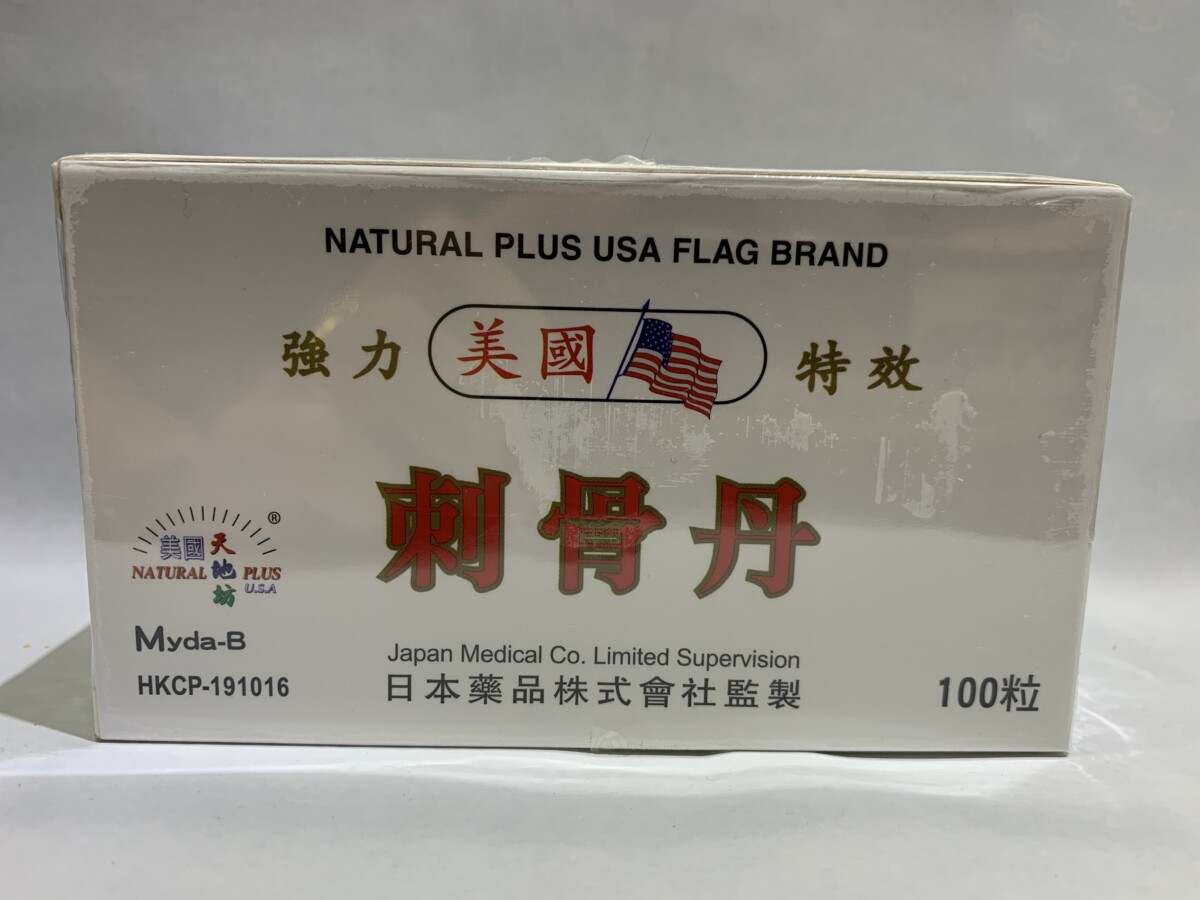 NATURAL PLUS USA FLAG BRAND
強力 美國 特效
刺骨丹
®
美國天地坊
NATURAL PLUS
U.S.A
Myda-B
HKCP-191016
Japan Medical Co. Limited Supervision
日本藥品株式會社監製
100粒